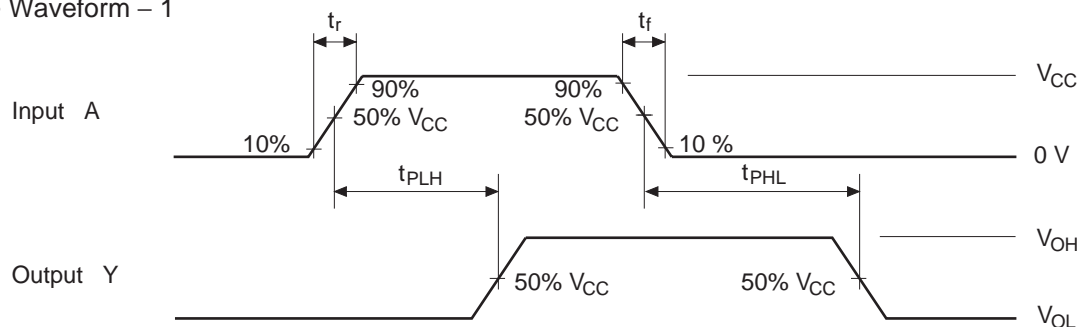 Waveform – 1
tr
tf
VCC
90%
90%
Input A
50% VCC
50% VCC
10%
10 %
0 V
tPLH
tPHL
VOH
Output Y
50% VCC
50% VCC
VOL